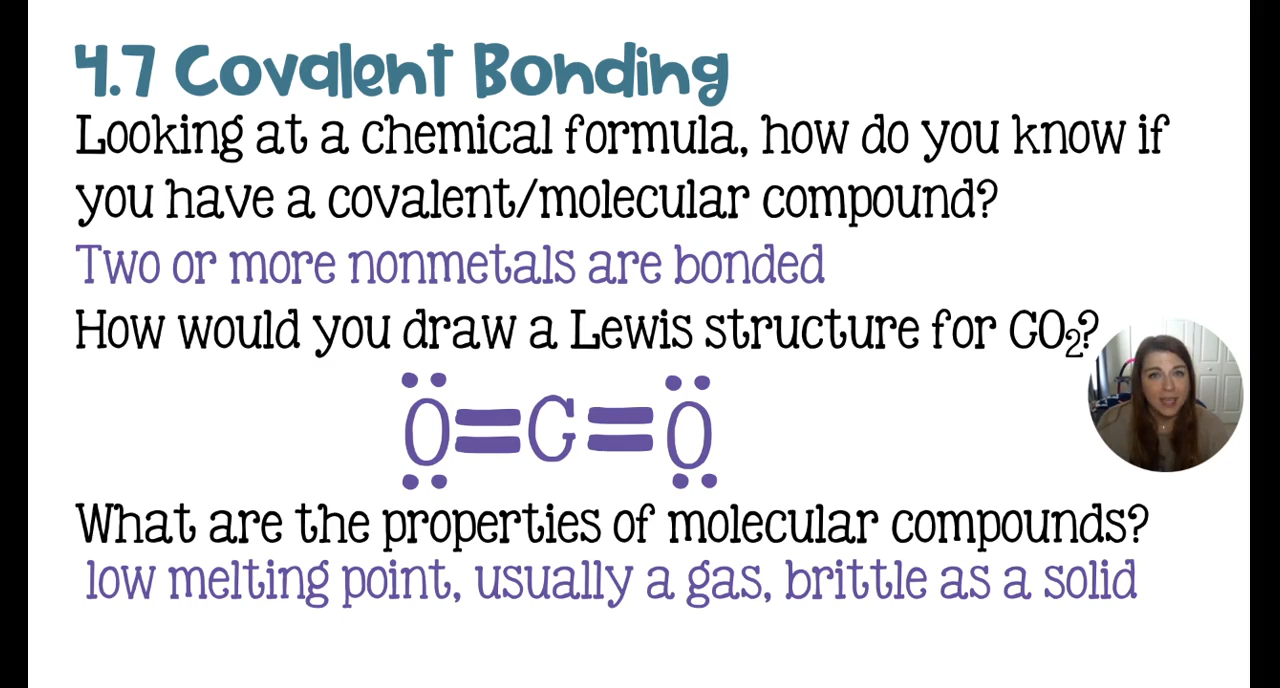 4.7 Covalent Bonding
Looking at a chemical formula, how do you know if
you have a covalent/molecular compound?
Two or more nonmetals are bonded
How would you draw a Lewis structure for CO₂?
O=C=O
What are the properties of molecular compounds?
low melting point, usually a gas, brittle as a solid